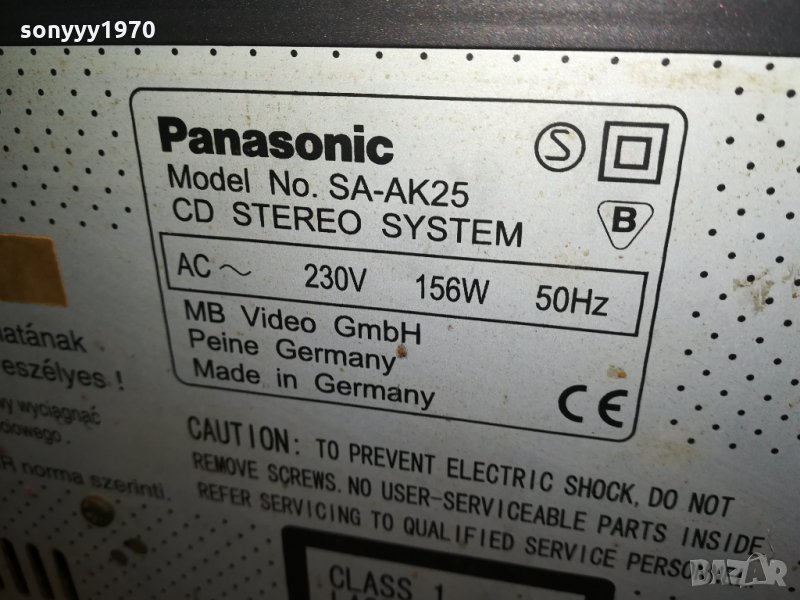 sonyyy1970
Panasonic
S
Model No. SA-AK25
B
CD STEREO SYSTEM
AC~ 230V 156W 50Hz
MB Video GmbH
Peine Germany
Made in Germany
CE
eszélyes !
wyciągnąć
norma szerinti.
CAUTION: TO PREVENT ELECTRIC SHOCK, DO NOT
REMOVE SCREWS. NO USER-SERVICEABLE PARTS INSIDE.
REFER SERVICING TO QUALIFIED SERVICE
CLASS 1
BAZAR